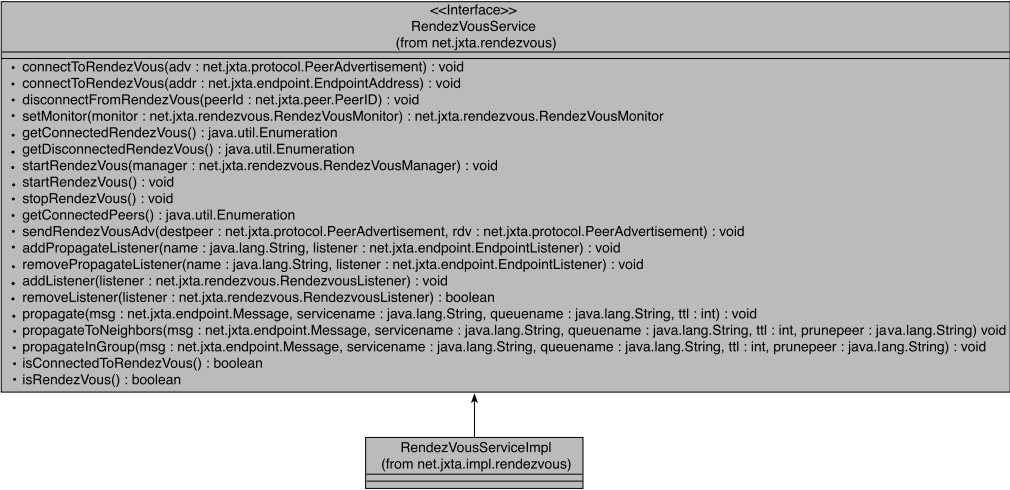 <<Interface>>
RendezVousService
(from net.jxta.rendezvous)
• connectToRendezVous(adv : net.jxta.protocol.PeerAdvertisement) : void
• connectToRendezVous(addr : net.jxta.endpoint.EndpointAddress) : void
• disconnectFromRendezVous(peerId : net.jxta.peer.PeerID) : void
• setMonitor(monitor : net.jxta.rendezvous.RendezVousMonitor) : net.jxta.rendezvous.RendezVousMonitor
• getConnectedRendezVous() : java.util.Enumeration
• getDisconnectedRendezVous() : java.util.Enumeration
• startRendezVous(manager : net.jxta.rendezvous.RendezVousManager) : void
• startRendezVous() : void
• stopRendezVous() : void
• getConnectedPeers() : java.util.Enumeration
• sendRendezVousAdv(destpeer : net.jxta.protocol.PeerAdvertisement, rdv : net.jxta.protocol.PeerAdvertisement) : void
• addPropagateListener(name : java.lang.String, listener : net.jxta.endpoint.EndpointListener) : void
• removePropagateListener(name : java.lang.String, listener : net.jxta.endpoint.EndpointListener) : void
• addListener(listener : net.jxta.rendezvous.RendezvousListener) : void
• removeListener(listener : net.jxta.rendezvous.RendezvousListener) : boolean
• propagate(msg : net.jxta.endpoint.Message, servicename : java.lang.String, queuename : java.lang.String, ttl : int) : void
• propagateToNeighbors(msg : net.jxta.endpoint.Message, servicename : java.lang.String, queuename : java.lang.String, ttl : int, prunepeer : java.lang.String) void
• propagateInGroup(msg : net.jxta.endpoint.Message, servicename : java.lang.String, queuename : java.lang.String, ttl : int, prunepeer : java.lang.String) : void
• isConnectedToRendezVous() : boolean
• isRendezVous() : boolean
RendezVousServiceImpl
(from net.jxta.impl.rendezvous)